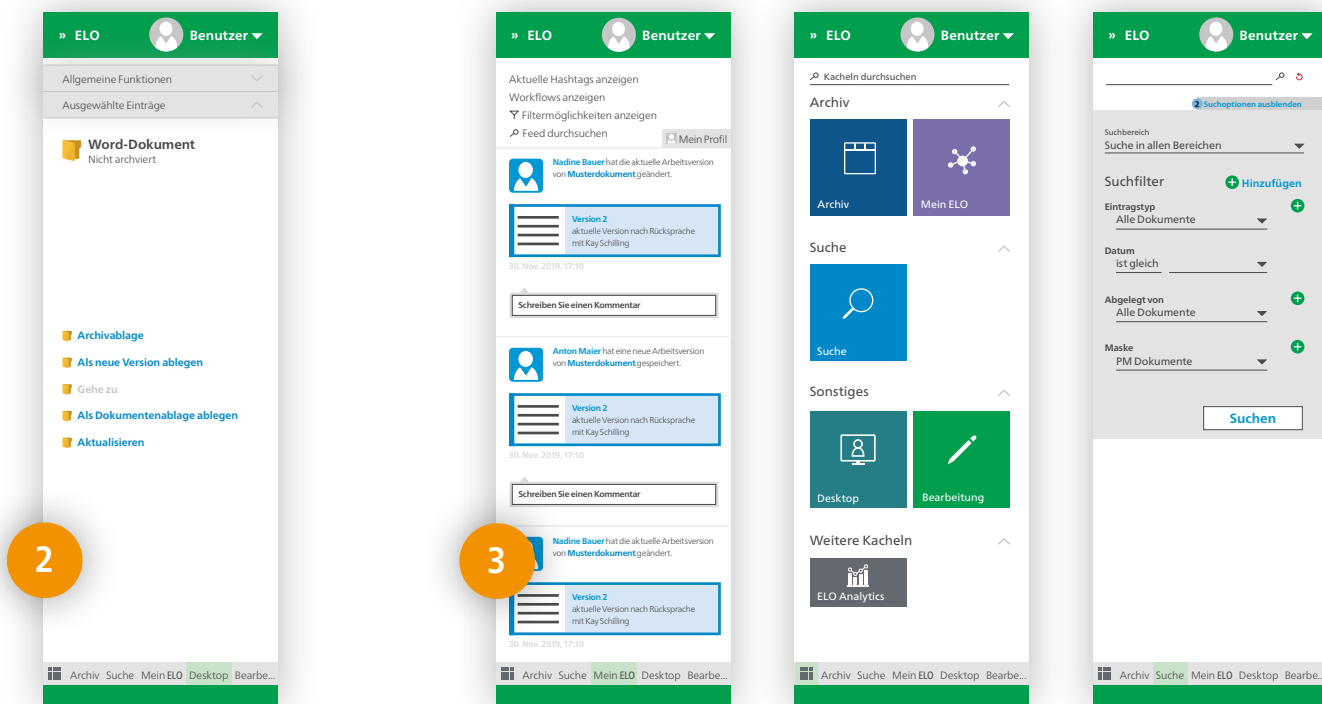 » ELO
Benutzer
Allgemeine Funktionen
Ausgewählte Einträge
Word-Dokument
Nicht archviert
Archivablage
Als neue Version ablegen
Gehe zu
Als Dokumentenablage ablegen
Aktualisieren
2
Archiv Suche Mein ELO Desktop Bearbe...
» ELO
Benutzer
Aktuelle Hashtags anzeigen
Workflows anzeigen
Filtermöglichkeiten anzeigen
Feed durchsuchen
Mein Profil
Nadine Bauer hat die aktuelle Arbeitsversion
von Musterdokument geändert.
Version 2
aktuelle Version nach Rücksprache
mit Kay Schilling
30. Nov. 2019, 17:10
Schreiben Sie einen Kommentar
Anton Maier hat eine neue Arbeitsversion
von Musterdokument gespeichert.
Version 2
aktuelle Version nach Rücksprache
mit Kay Schilling
30. Nov. 2019, 17:10
Schreiben Sie einen Kommentar
3
Nadine Bauer hat die aktuelle Arbeitsversion
von Musterdokument geändert.
Version 2
aktuelle Version nach Rücksprache
mit Kay Schilling
30. Nov. 2019, 17:10
Archiv Suche Mein ELO Desktop Bearbe...
» ELO
Benutzer
Kacheln durchsuchen
Archiv
Archiv
Mein ELO
Suche
Suche
Sonstiges
Desktop
Bearbeitung
Weitere Kacheln
ELO Analytics
Archiv Suche Mein ELO Desktop Bearbe...
» ELO
Benutzer
2 Suchoptionen ausblenden
Suchbereich
Suche in allen Bereichen
Suchfilter
Hinzufügen
Eintragstyp
Alle Dokumente
Datum
ist gleich
Abgelegt von
Alle Dokumente
Maske
PM Dokumente
Suchen
Archiv Suche Mein ELO Desktop Bearbe...